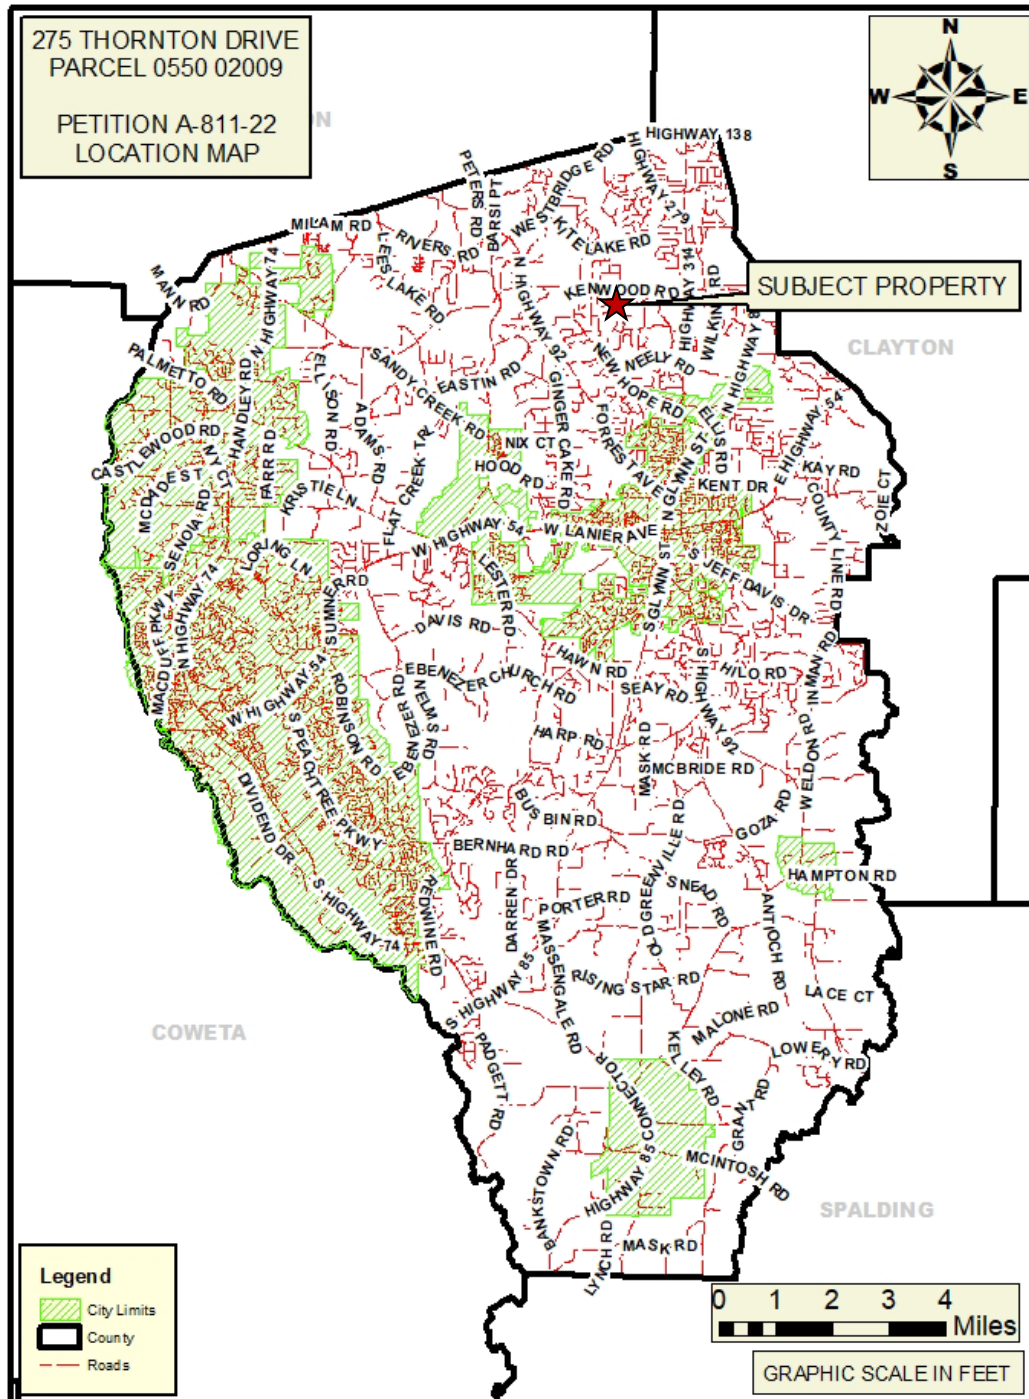 275 THORNTON DRIVE
PARCEL 0550 02009
PETITION A-811-22
LOCATION MAP
ON
N
W
E
S
HIGHWAY 138
PETERS RD
BARSI PT
WESTBRIDGE RD
HIGHWAY 279
MILAM RD
LEES LAKE RD
RIVERS RD
KITE LAKE RD
HIGHWAY 314
N HIGHWAY 74
MANN RD
N HIGHWAY 92
KENWOOD RD
WILKINS RD
SUBJECT PROPERTY
CLAYTON
PALMETTO RD
HANDLEY RD
ELLISON RD
SANDY CREEK RD
EASTIN RD
NEW HOPE RD
NEELY RD
N HIGHWAY 8
ADAMS RD
GINGER CAKE RD
FORREST AVE
ELLIS RD
E HIGHWAY 54
CASTLEWOOD RD
FARR RD
FLAT CREEK TRL
NIX CT
HOOD RD
N GLYNN ST
KENT DR
KAY RD
MCDADE ST
IVY CT
KRISTIE LN
COUNTY LINE RD
ZOIE CT
SENOIA RD
W HIGHWAY 54
W LANIER AVE
LORING LN
LESTER RD
S JEFF DAVIS DR
MACDUFF PKWY
N HIGHWAY 74
SUMNER RD
DAVIS RD
S GLYNN ST
W HIGHWAY 54
ROBINSON RD
EBENEZER CHURCH RD
HAWN RD
SEAY RD
S HILO RD
INMAN RD
EBENEZER RD
S HIGHWAY 92
S PEACHTREE PKWY
HARP RD
MASK RD
MCBRIDE RD
WELDON RD
DIVIDEND DR
BUSBIN RD
GOZA RD
BERNHARD RD
HAMPTON RD
S HIGHWAY 74
REDWINE RD
DARREN DR
PORTER RD
OLD GREENVILLE RD
SNEAD RD
ANTIOCH RD
S HIGHWAY 85
MASSENGALE RD
RISING STAR RD
LACE CT
COWETA
PADGETT RD
MALONE RD
KELLEY RD
LOWERY RD
GRANT RD
HIGHWAY 85 CONNECTOR
BANKSTOWN RD
MCINTOSH RD
SPALDING
LYNCH RD
MASK RD
Legend
City Limits
County
Roads
0 1 2 3 4
Miles
GRAPHIC SCALE IN FEET